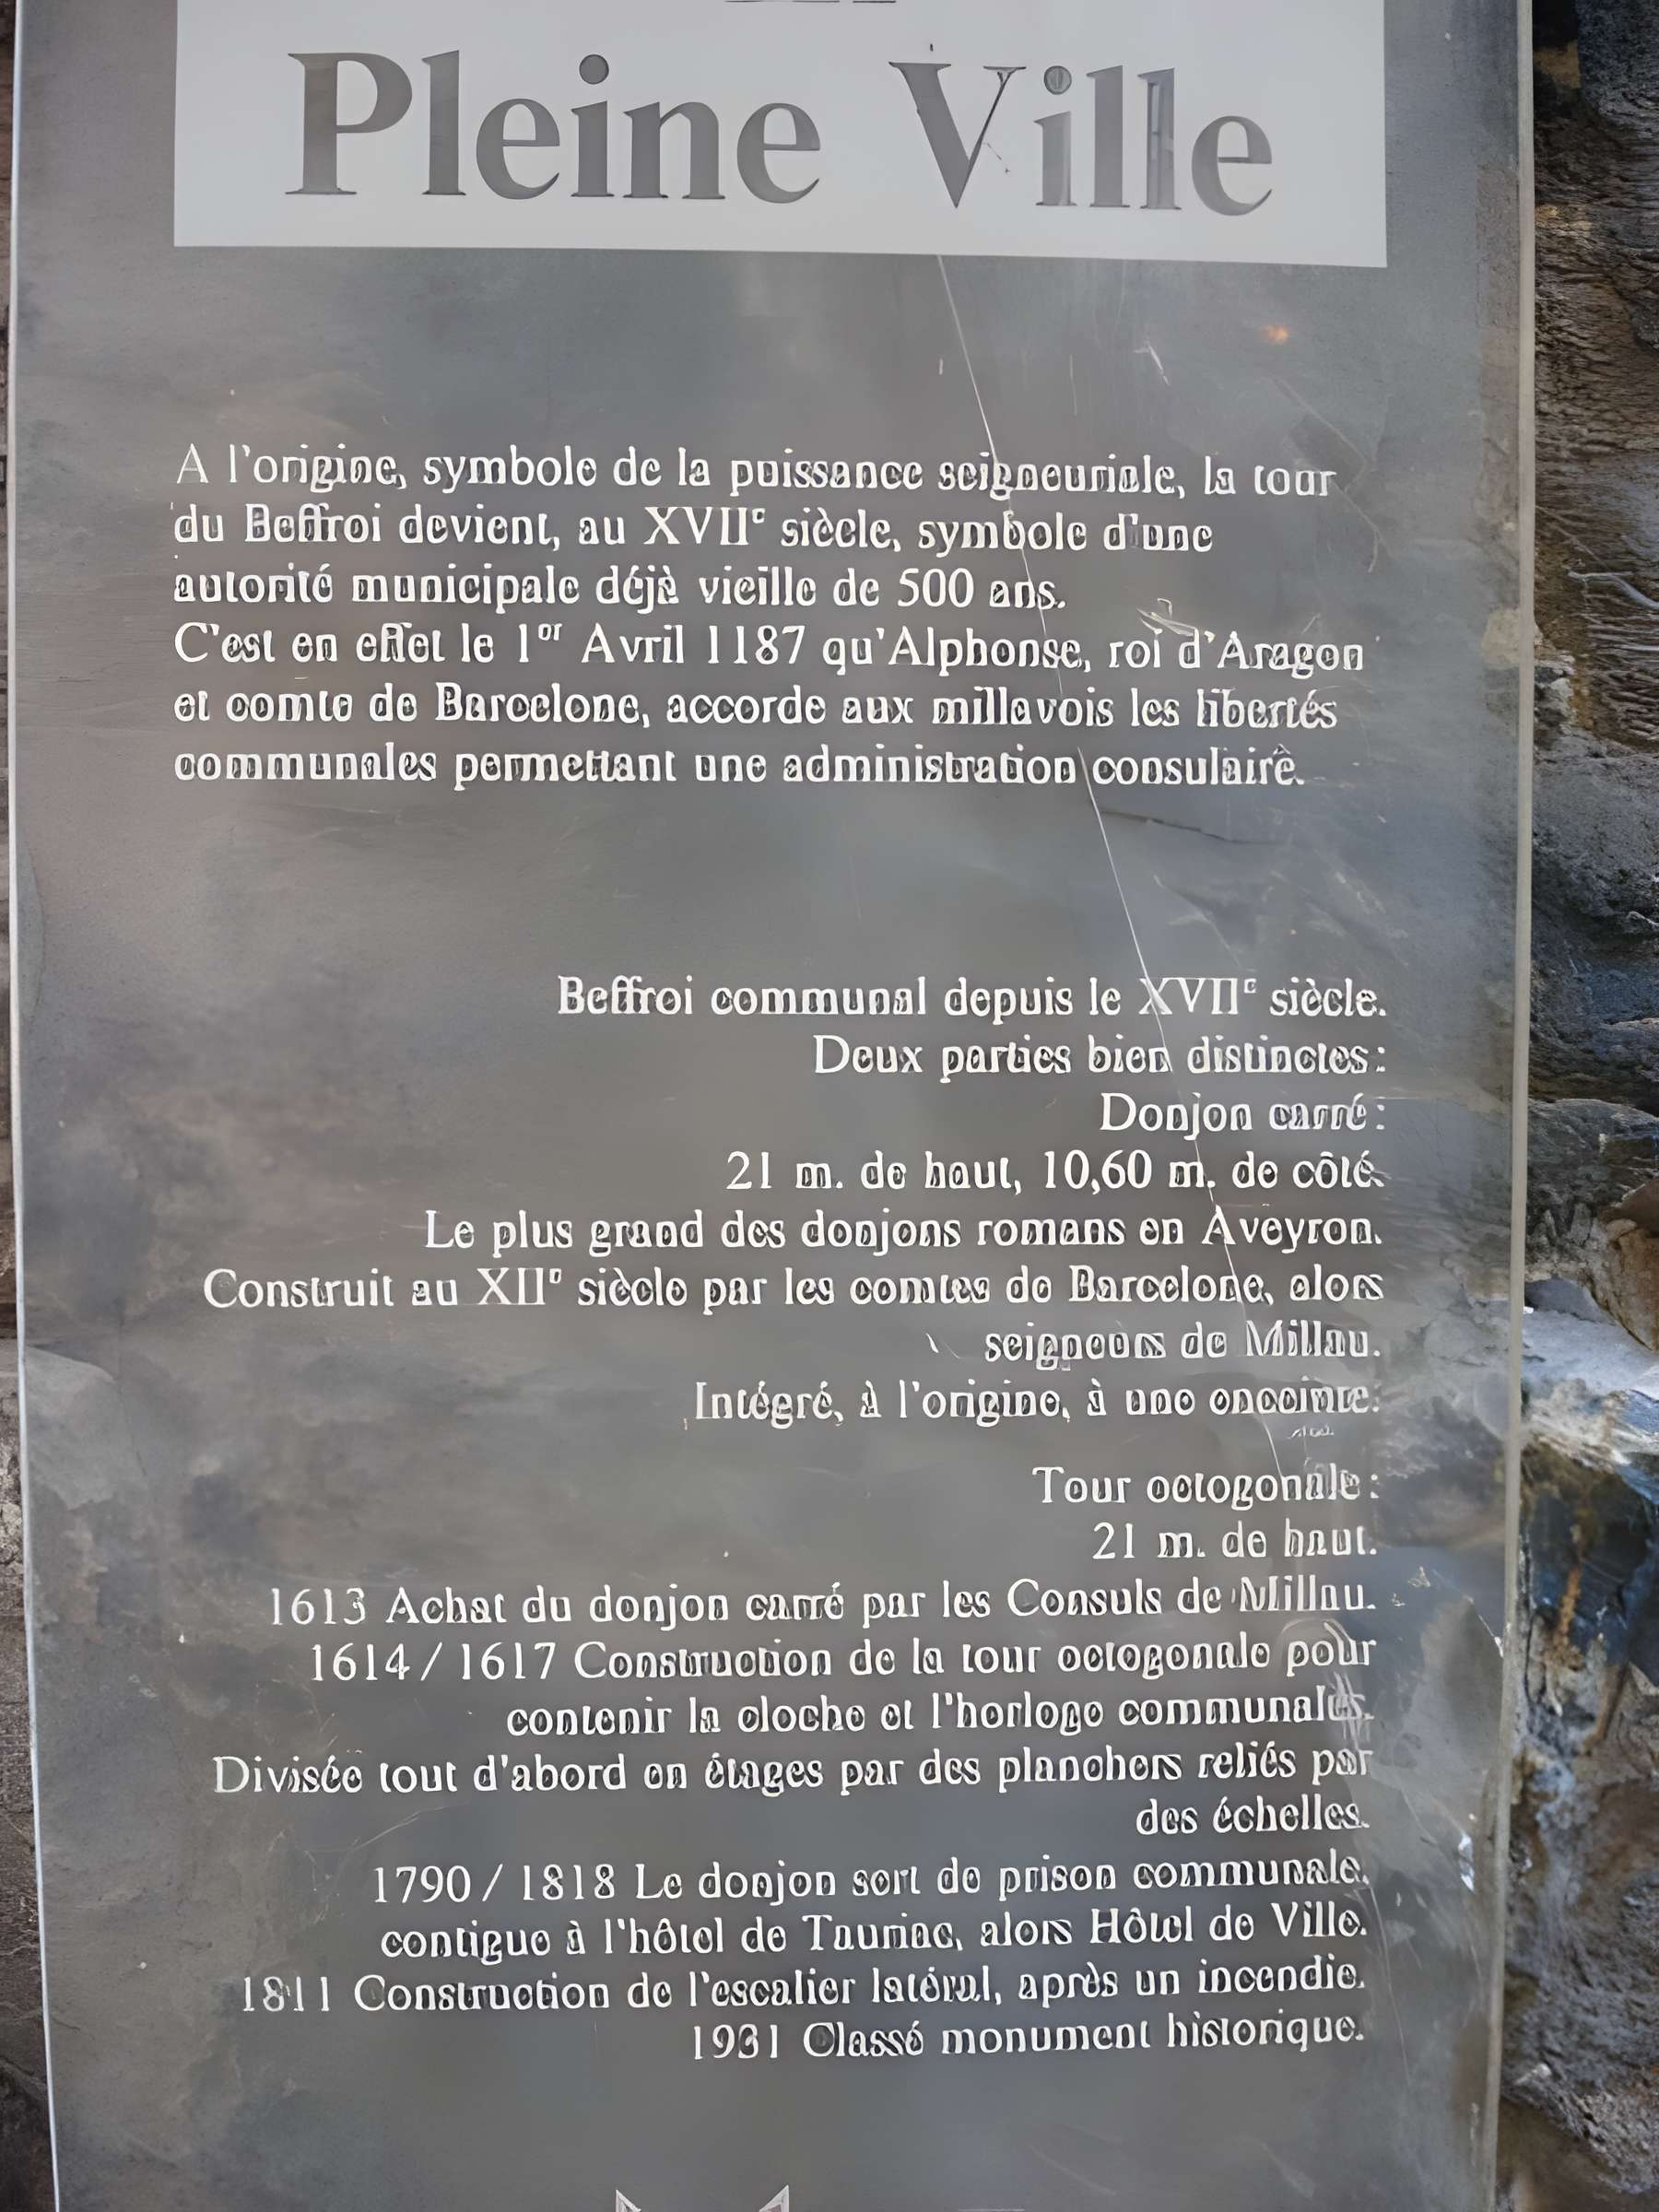 Pleine Ville
A l'origine, symbole de la puissance seigneuriale, la tour
du Beffroi devient, au XVIIe siècle, symbole d'une
autorité municipale déjà vieille de 500 ans.
C'est en effet le 1er Avril 1187 qu'Alphonse, roi d'Aragon
et comte de Barcelone, accorde aux millavois les libertés
communales permettant une administration consulaire.
Beffroi communal depuis le XVIIe siècle.
Deux parties bien distinctes:
Donjon carré:
21 m. de haut, 10,60 m. de côté.
Le plus grand des donjons romans en Aveyron.
Construit au XIIe siècle par les comtes de Barcelone, alors
seigneurs de Millau.
Intégré, à l'origine, à une enceinte.
Tour octogonale:
21 m. de haut.
1613 Achat du donjon carré par les Consuls de Millau.
1614 / 1617 Construction de la tour octogonale pour
contenir la cloche et l'horloge communales.
Divisée tout d'abord en étages par des planchers reliés par
des échelles.
1790 / 1818 Le donjon sert de prison communale,
contigue à l'hôtel de Tauriac, alors Hôtel de Ville.
1811 Construction de l'escalier latéral, après un incendie.
1931 Classé monument historique.